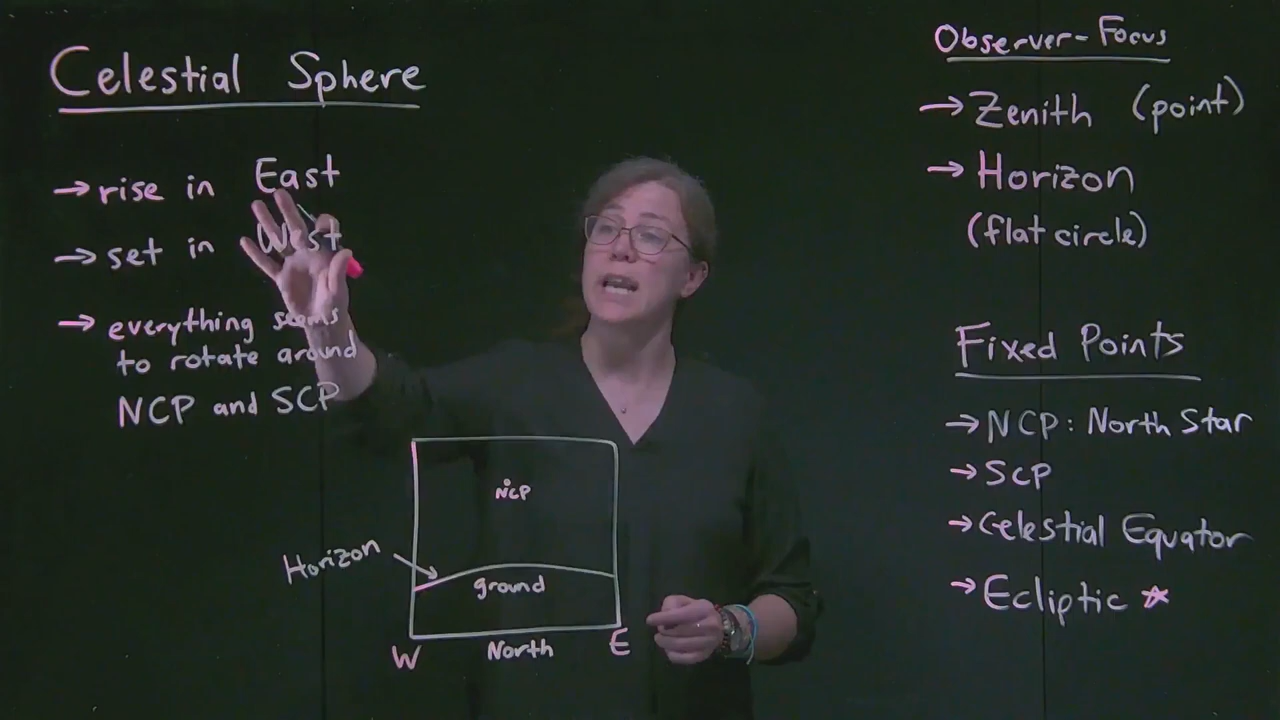 Celestial Sphere
→ rise in East
→ set in West
→ everything seems
to rotate around
NCP and SCP
NCP
Horizon
ground
W North E
Observer-Focus
→ Zenith (point)
→ Horizon
(flat circle)
Fixed Points
→ NCP: North Star
→ SCP
→ Celestial Equator
→ Ecliptic ☆